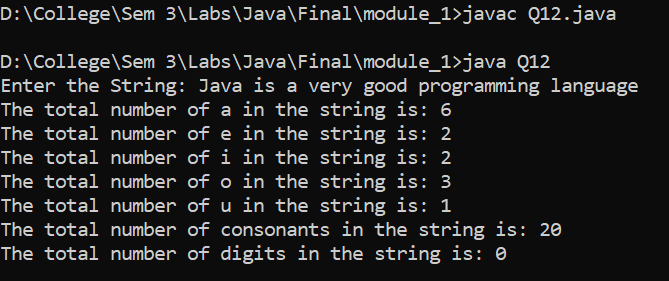 D:\College\Sem 3\Labs\Java\Final\module_1>javac Q12.java
D:\College\Sem 3\Labs\Java\Final\module_1>java Q12
Enter the String: Java is a very good programming language
The total number of a in the string is: 6
The total number of e in the string is: 2
The total number of i in the string is: 2
The total number of o in the string is: 3
The total number of u in the string is: 1
The total number of consonants in the string is: 20
The total number of digits in the string is: 0